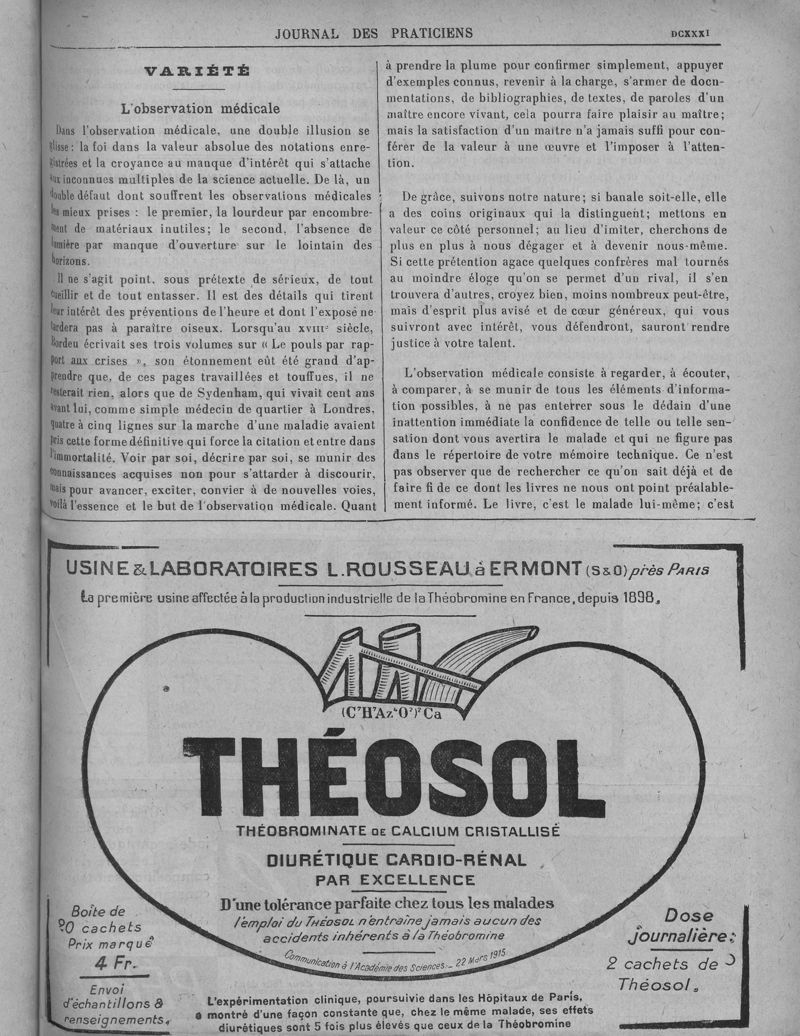 JOURNAL DES PRATICIENS
DCXXXI
VARIÉTÉ
L'observation médicale
Dans l'observation médicale, une double illusion se
glisse : la foi dans la valeur absolue des notations enre-
gistrées et la croyance au manque d'intérêt qui s'attache
aux inconnues multiples de la science actuelle. De là, un
double défaut dont souffrent les observations médicales
les mieux prises : le premier, la lourdeur par encombre-
ment de matériaux inutiles; le second, l'absence de
lumière par manque d'ouverture sur le lointain des
horizons.
Il ne s'agit point, sous prétexte de sérieux, de tout
cueillir et de tout entasser. Il est des détails qui tirent
leur intérêt des préventions de l'heure et dont l'exposé ne
tardera pas à paraître oiseux. Lorsqu'au XVIIIe siècle,
Bordeu écrivait ses trois volumes sur « Le pouls par rap-
port aux crises », son étonnement eût été grand d'ap-
prendre que, de ces pages travaillées et touffues, il ne
resterait rien, alors que de Sydenham, qui vivait cent ans
avant lui, comme simple médecin de quartier à Londres,
quatre à cinq lignes sur la marche d'une maladie avaient
pris cette forme définitive qui force la citation et entre dans
l'immortalité. Voir par soi, décrire par soi, se munir des
connaissances acquises non pour s'attarder à discourir,
mais pour avancer, exciter, convier à de nouvelles voies,
voilà l'essence et le but de l'observation médicale. Quant
à prendre la plume pour confirmer simplement, appuyer
d'exemples connus, revenir à la charge, s'armer de docu-
mentations, de bibliographies, de textes, de paroles d'un
maître encore vivant, cela pourra faire plaisir au maître;
mais la satisfaction d'un maître n'a jamais suffi pour con-
férer de la valeur à une œuvre et l'imposer à l'atten-
tion.
De grâce, suivons notre nature; si banale soit-elle, elle
a des coins originaux qui la distinguent; mettons en
valeur ce côté personnel; au lieu d'imiter, cherchons de
plus en plus à nous dégager et à devenir nous-même.
Si cette prétention agace quelques confrères mal tournés
au moindre éloge qu'on se permet d'un rival, il s'en
trouvera d'autres, croyez bien, moins nombreux peut-être,
mais d'esprit plus avisé et de cœur généreux, qui vous
suivront avec intérêt, vous défendront, sauront rendre
justice à votre talent.
L'observation médicale consiste à regarder, à écouter,
à comparer, à se munir de tous les éléments d'informa-
tion possibles, à ne pas enterrer sous le dédain d'une
inattention immédiate la confidence de telle ou telle sen-
sation dont vous avertira le malade et qui ne figure pas
dans le répertoire de votre mémoire technique. Ce n'est
pas observer que de rechercher ce qu'on sait déjà et de
faire fi de ce dont les livres ne nous ont point préalable-
ment informé. Le livre, c'est le malade lui-même; c'est
USINE & LABORATOIRES L. ROUSSEAU à ERMONT (S&O) près PARIS
La première usine affectée à la production industrielle de la Théobromine en France, depuis 1898.
(C⁷H⁷Az⁴O²)²Ca
THÉOSOL
THÉOBROMINATE DE CALCIUM CRISTALLISÉ
DIURÉTIQUE CARDIO-RÉNAL
PAR EXCELLENCE
D'une tolérance parfaite chez tous les malades
l'emploi du THÉOSOL n'entraîne jamais aucun des
accidents inhérents à la Théobromine
Communication à l'Académie des Sciences:_ 22 Mars 1915
Boîte de
20 cachets
Prix marqué
4 Fr.
Envoi
d'échantillons &
renseignements.
L'expérimentation clinique, poursuivie dans les Hôpitaux de Paris,
a montré d'une façon constante que, chez le même malade, ses effets
diurétiques sont 5 fois plus élevés que ceux de la Théobromine
Dose
journalière:
2 cachets de
Théosol.